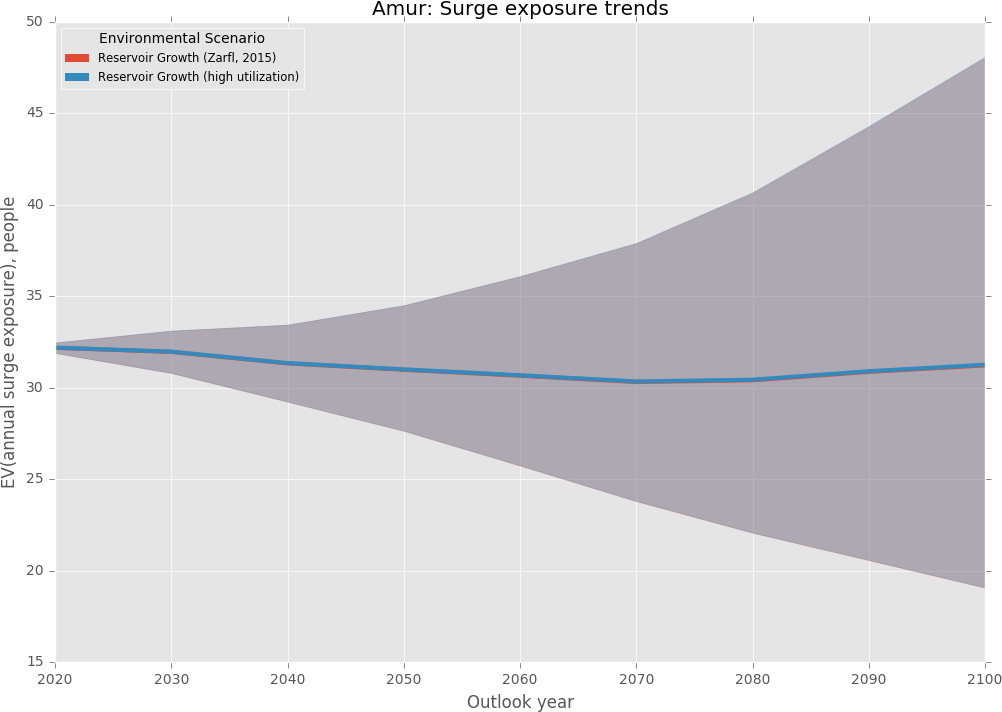 Amur: Surge exposure trends
Environmental Scenario
Reservoir Growth (Zarfl, 2015)
Reservoir Growth (high utilization)
EV(annual surge exposure), people
50
45
40
35
30
25
20
15
2020 2030 2040 2050 2060 2070 2080 2090 2100
Outlook year